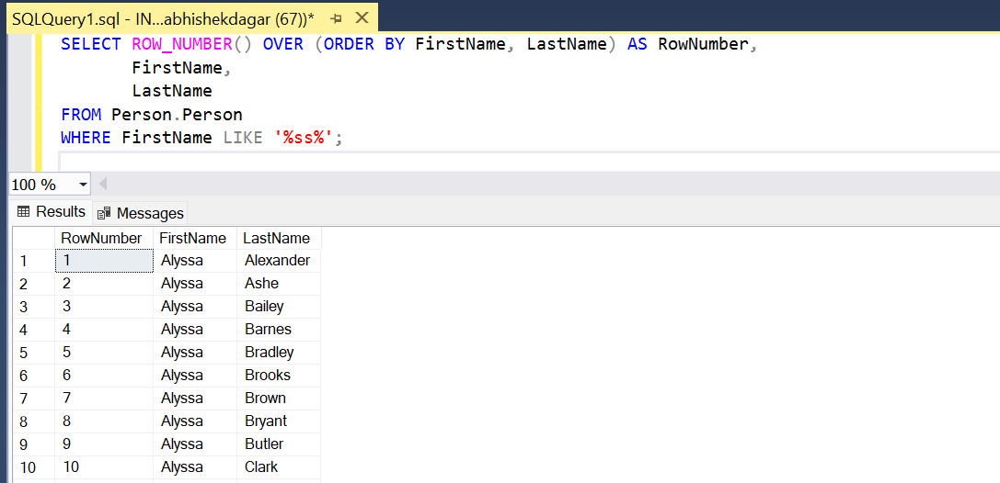 SQLQuery1.sql - IN...abhishekdagar (67))*
SELECT ROW_NUMBER() OVER (ORDER BY FirstName, LastName) AS RowNumber,
FirstName,
LastName
FROM Person.Person
WHERE FirstName LIKE '%ss%';
100 %
Results Messages
RowNumber FirstName LastName
1 1 Alyssa Alexander
2 2 Alyssa Ashe
3 3 Alyssa Bailey
4 4 Alyssa Barnes
5 5 Alyssa Bradley
6 6 Alyssa Brooks
7 7 Alyssa Brown
8 8 Alyssa Bryant
9 9 Alyssa Butler
10 10 Alyssa Clark